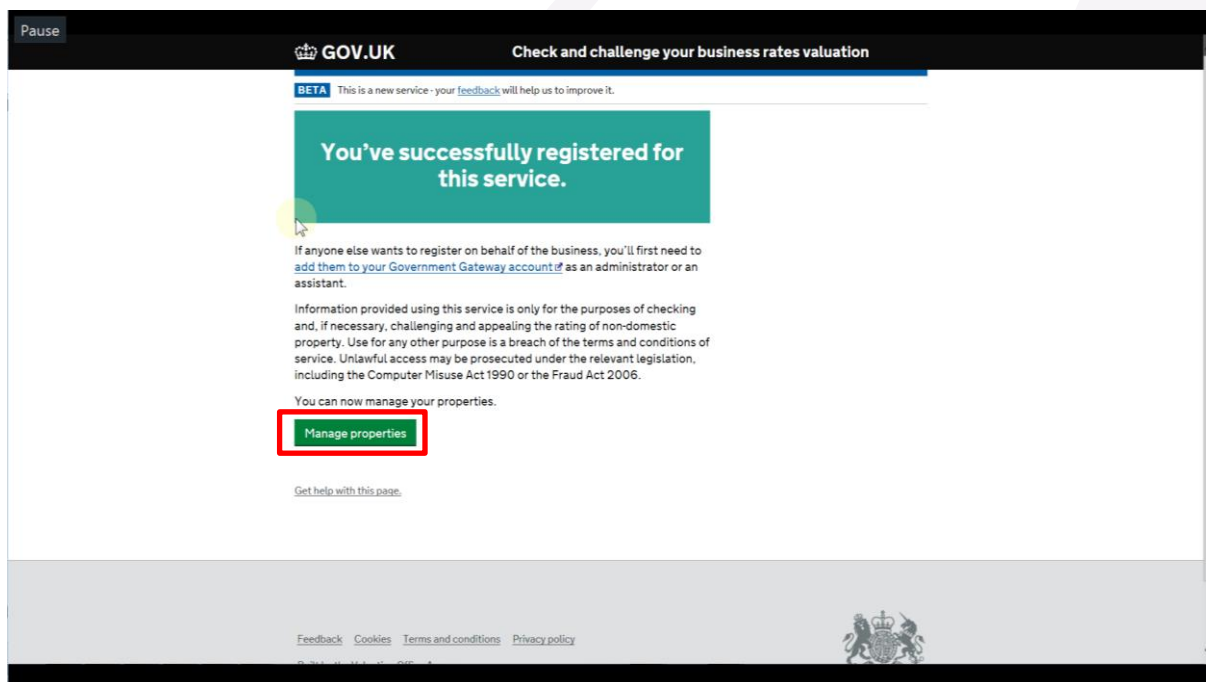 Pause
GOV.UK Check and challenge your business rates valuation
BETA This is a new service - your feedback will help us to improve it.
You've successfully registered for
this service.
If anyone else wants to register on behalf of the business, you'll first need to
add them to your Government Gateway account as an administrator or an
assistant.
Information provided using this service is only for the purposes of checking
and, if necessary, challenging and appealing the rating of non-domestic
property. Use for any other purpose is a breach of the terms and conditions of
service. Unlawful access may be prosecuted under the relevant legislation,
including the Computer Misuse Act 1990 or the Fraud Act 2006.
You can now manage your properties.
Manage properties
Get help with this page.
Feedback Cookies Terms and conditions Privacy policy